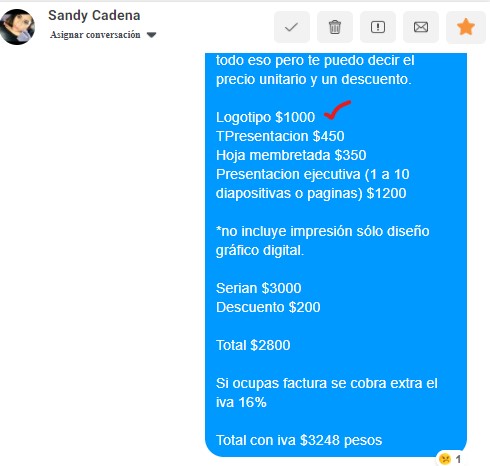 Sandy Cadena
Asignar conversación
todo eso pero te puedo decir el
precio unitario y un descuento.
Logotipo $1000
TPresentacion $450
Hoja membretada $350
Presentacion ejecutiva (1 a 10
diapositivas o paginas) $1200
*no incluye impresión sólo diseño
gráfico digital.
Serian $3000
Descuento $200
Total $2800
Si ocupas factura se cobra extra el
iva 16%
Total con iva $3248 pesos
1